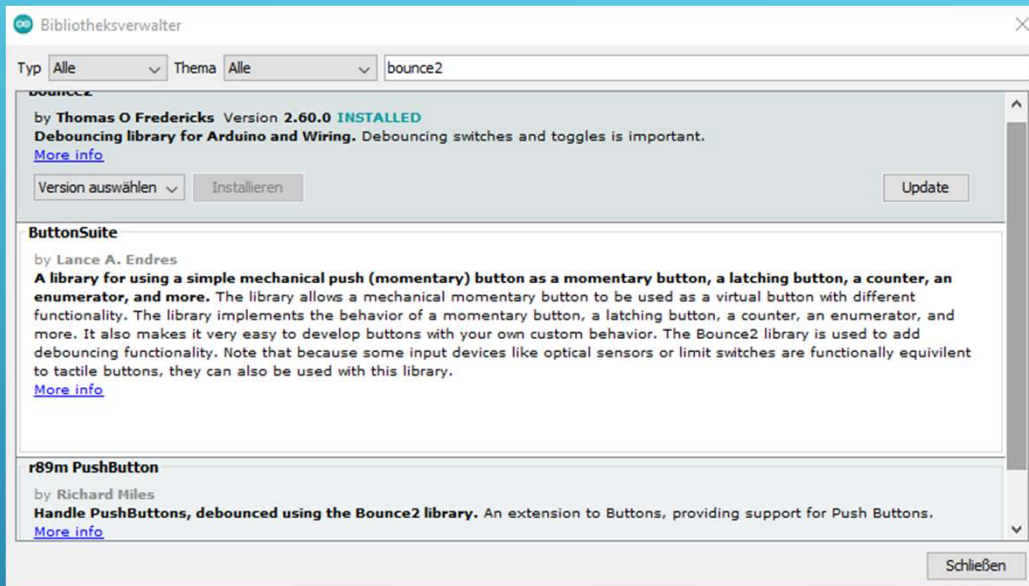 Bibliotheksverwalter
Typ Alle Thema Alle bounce2
Bounce2
by Thomas O Fredericks Version 2.60.0 INSTALLED
Debouncing library for Arduino and Wiring. Debouncing switches and toggles is important.
More info
Version auswählen Installieren Update
ButtonSuite
by Lance A. Endres
A library for using a simple mechanical push (momentary) button as a momentary button, a latching button, a counter, an
enumerator, and more. The library allows a mechanical momentary button to be used as a virtual button with different
functionality. The library implements the behavior of a momentary button, a latching button, a counter, an enumerator, and
more. It also makes it very easy to develop buttons with your own custom behavior. The Bounce2 library is used to add
debouncing functionality. Note that because some input devices like optical sensors or limit switches are functionally equivilent
to tactile buttons, they can also be used with this library.
More info
r89m PushButton
by Richard Miles
Handle PushButtons, debounced using the Bounce2 library. An extension to Buttons, providing support for Push Buttons.
More info
Schließen